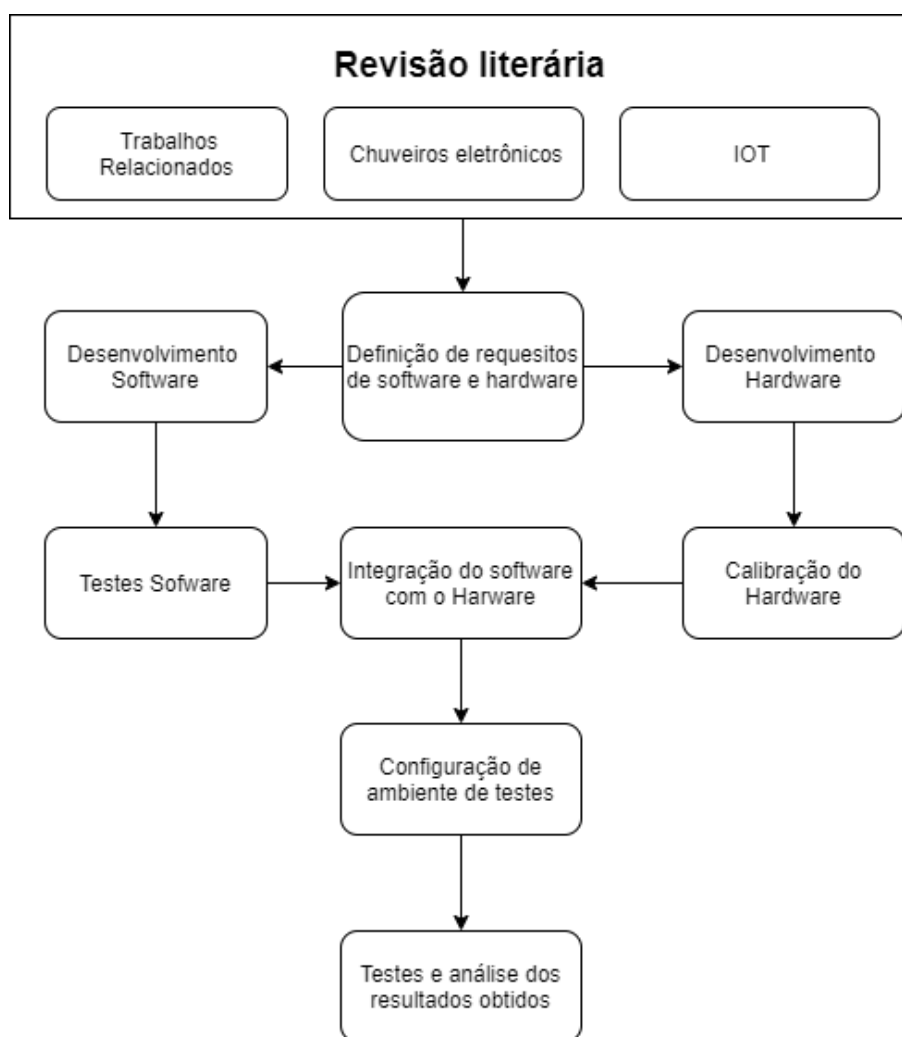 Revisão literária
Trabalhos
Relacionados
Chuveiros eletrônicos
IOT
Desenvolvimento
Software
Definição de requesitos
de software e hardware
Desenvolvimento
Hardware
Testes Sofware
Integração do software
com o Harware
Calibração do
Hardware
Configuração de
ambiente de testes
Testes e análise dos
resultados obtidos